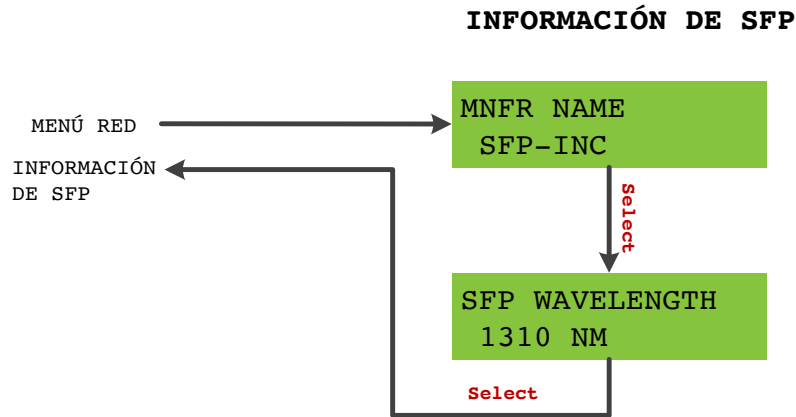 INFORMACIÓN DE SFP
MNFR NAME
SFP-INC
MENÚ RED
INFORMACIÓN
DE SFP
Select
SFP WAVELENGTH
1310 NM
Select